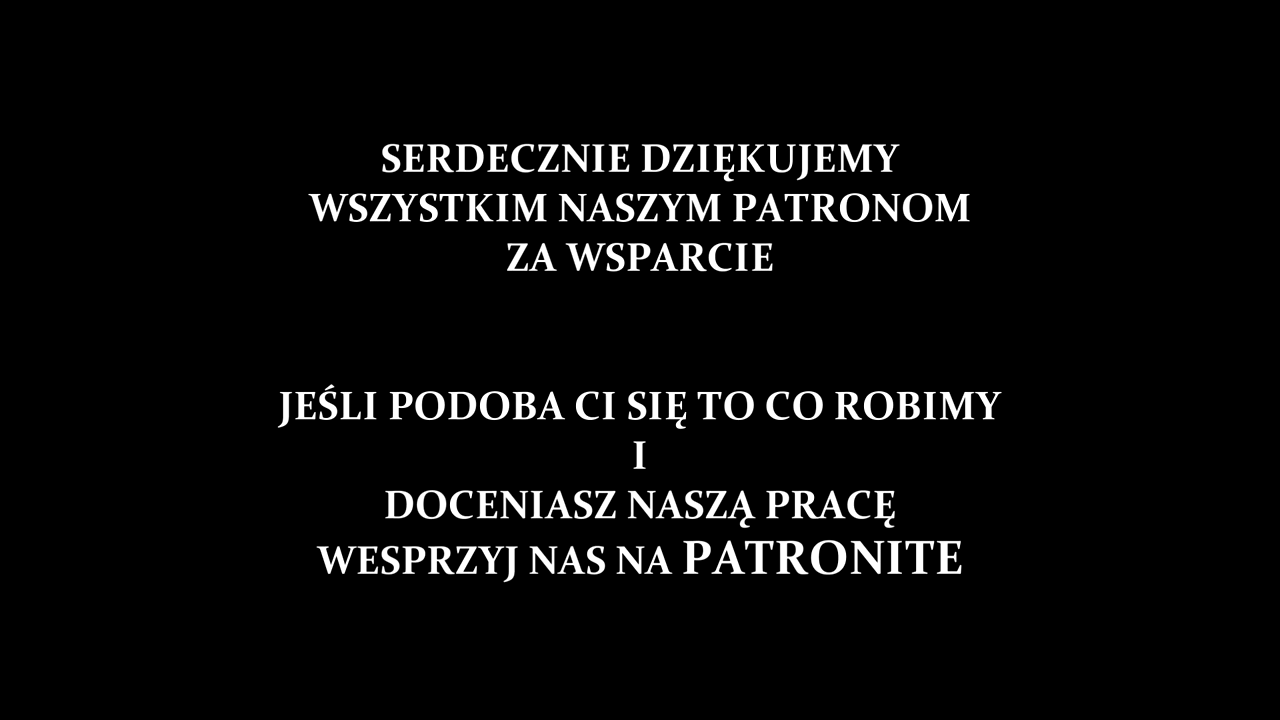 SERDECZNIE DZIĘKUJEMY
WSZYSTKIM NASZYM PATRONOM
ZA WSPARCIE
JEŚLI PODOBA CI SIĘ TO CO ROBIMY
I
DOCENIASZ NASZĄ PRACĘ
WESPRZYJ NAS NA PATRONITE